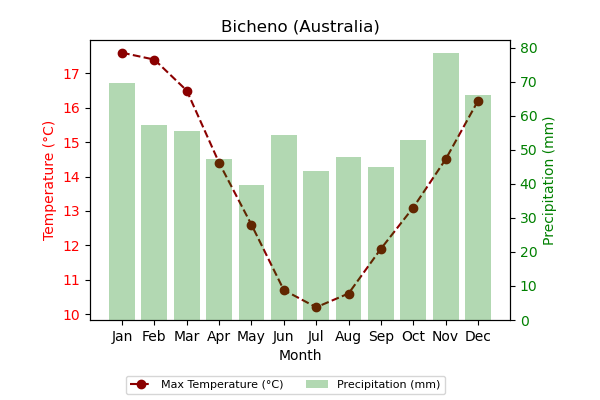 Bicheno (Australia)
Temperature (°C)
17
16
15
14
13
12
11
10
80
70
60
50
40
30
20
10
0
Precipitation (mm)
Jan Feb Mar Apr May Jun Jul Aug Sep Oct Nov Dec
Month
Max Temperature (°C) Precipitation (mm)